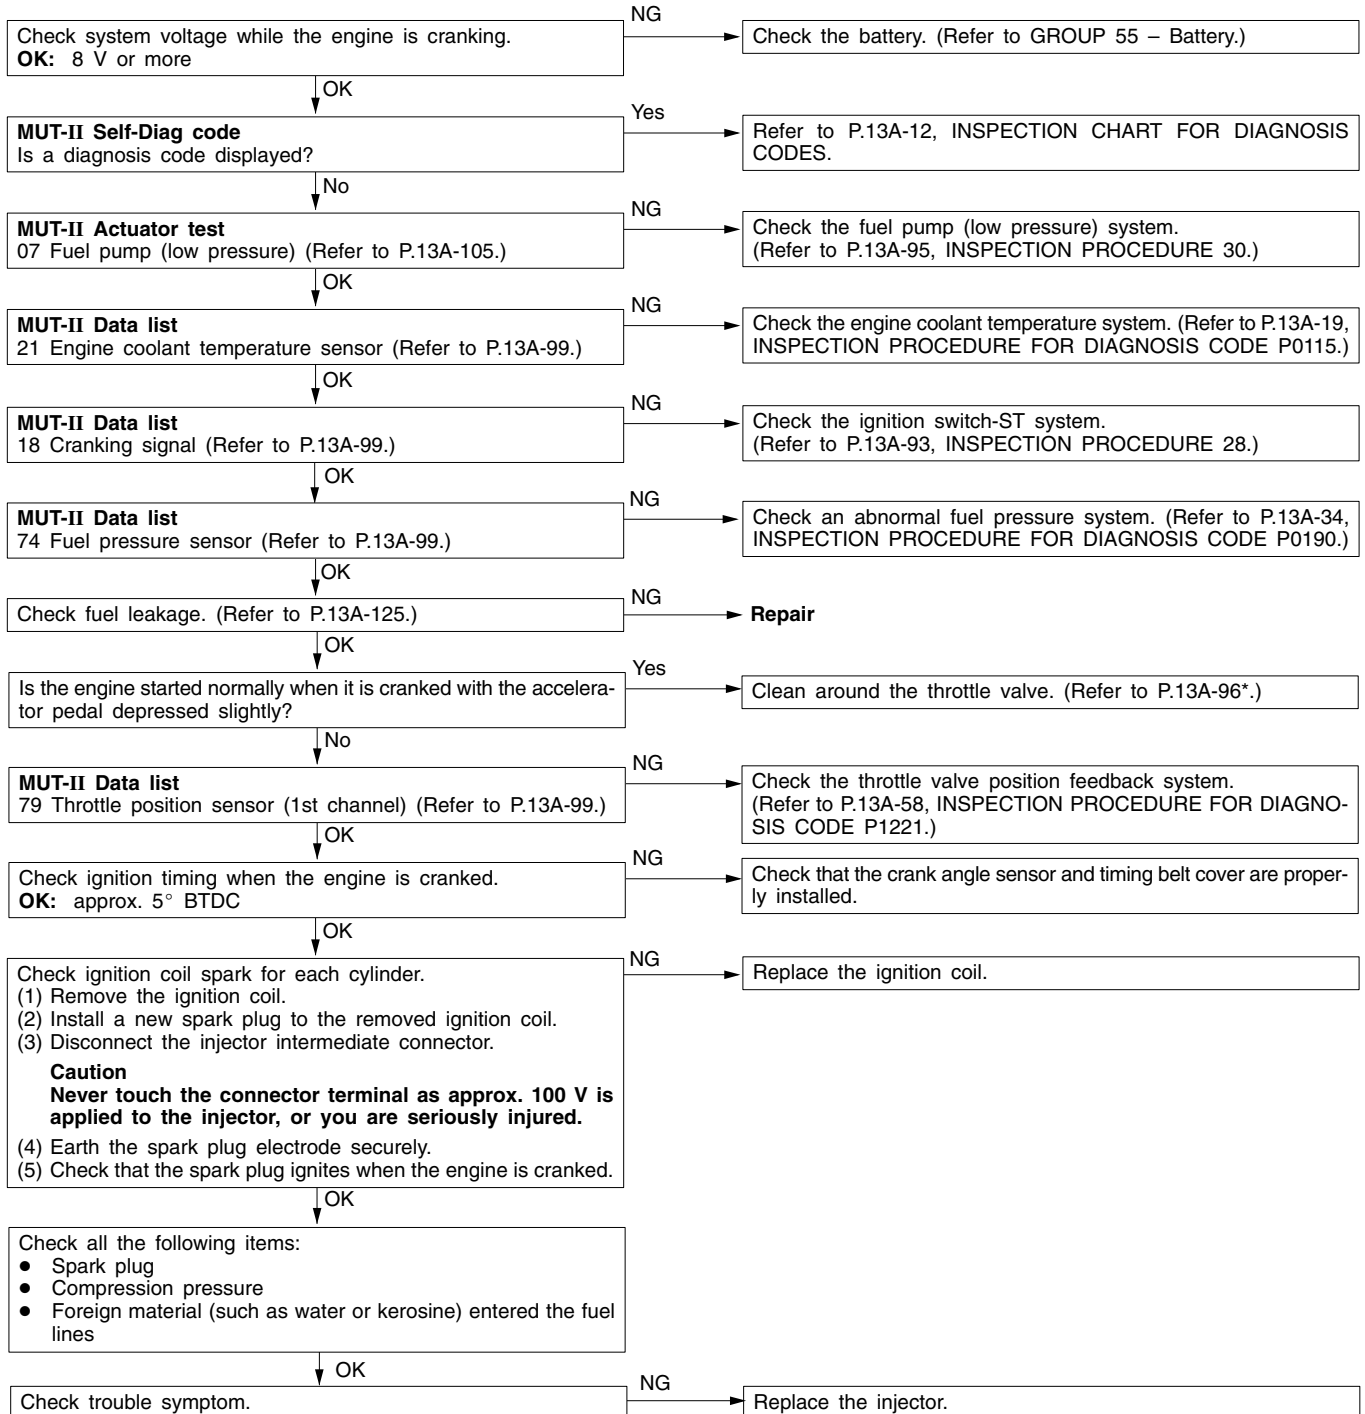 NG
Check system voltage while the engine is cranking.
OK: 8 V or more
Check the battery. (Refer to GROUP 55 – Battery.)
OK
Yes
MUT-II Self-Diag code
Is a diagnosis code displayed?
Refer to P.13A-12, INSPECTION CHART FOR DIAGNOSIS
CODES.
No
NG
MUT-II Actuator test
07 Fuel pump (low pressure) (Refer to P.13A-105.)
Check the fuel pump (low pressure) system.
(Refer to P.13A-95, INSPECTION PROCEDURE 30.)
OK
NG
MUT-II Data list
21 Engine coolant temperature sensor (Refer to P.13A-99.)
Check the engine coolant temperature system. (Refer to P.13A-19,
INSPECTION PROCEDURE FOR DIAGNOSIS CODE P0115.)
OK
NG
MUT-II Data list
18 Cranking signal (Refer to P.13A-99.)
Check the ignition switch-ST system.
(Refer to P.13A-93, INSPECTION PROCEDURE 28.)
OK
NG
MUT-II Data list
74 Fuel pressure sensor (Refer to P.13A-99.)
Check an abnormal fuel pressure system. (Refer to P.13A-34,
INSPECTION PROCEDURE FOR DIAGNOSIS CODE P0190.)
OK
NG
Check fuel leakage. (Refer to P.13A-125.)
Repair
OK
Yes
Is the engine started normally when it is cranked with the accelera-
tor pedal depressed slightly?
Clean around the throttle valve. (Refer to P.13A-96*.)
No
NG
MUT-II Data list
79 Throttle position sensor (1st channel) (Refer to P.13A-99.)
Check the throttle valve position feedback system.
(Refer to P.13A-58, INSPECTION PROCEDURE FOR DIAGNO-
SIS CODE P1221.)
OK
NG
Check ignition timing when the engine is cranked.
OK: approx. 5° BTDC
Check that the crank angle sensor and timing belt cover are proper-
ly installed.
OK
NG
Check ignition coil spark for each cylinder.
(1) Remove the ignition coil.
(2) Install a new spark plug to the removed ignition coil.
(3) Disconnect the injector intermediate connector.
Caution
Never touch the connector terminal as approx. 100 V is
applied to the injector, or you are seriously injured.
(4) Earth the spark plug electrode securely.
(5) Check that the spark plug ignites when the engine is cranked.
Replace the ignition coil.
OK
Check all the following items:
● Spark plug
● Compression pressure
● Foreign material (such as water or kerosine) entered the fuel
lines
OK
NG
Check trouble symptom.
Replace the injector.